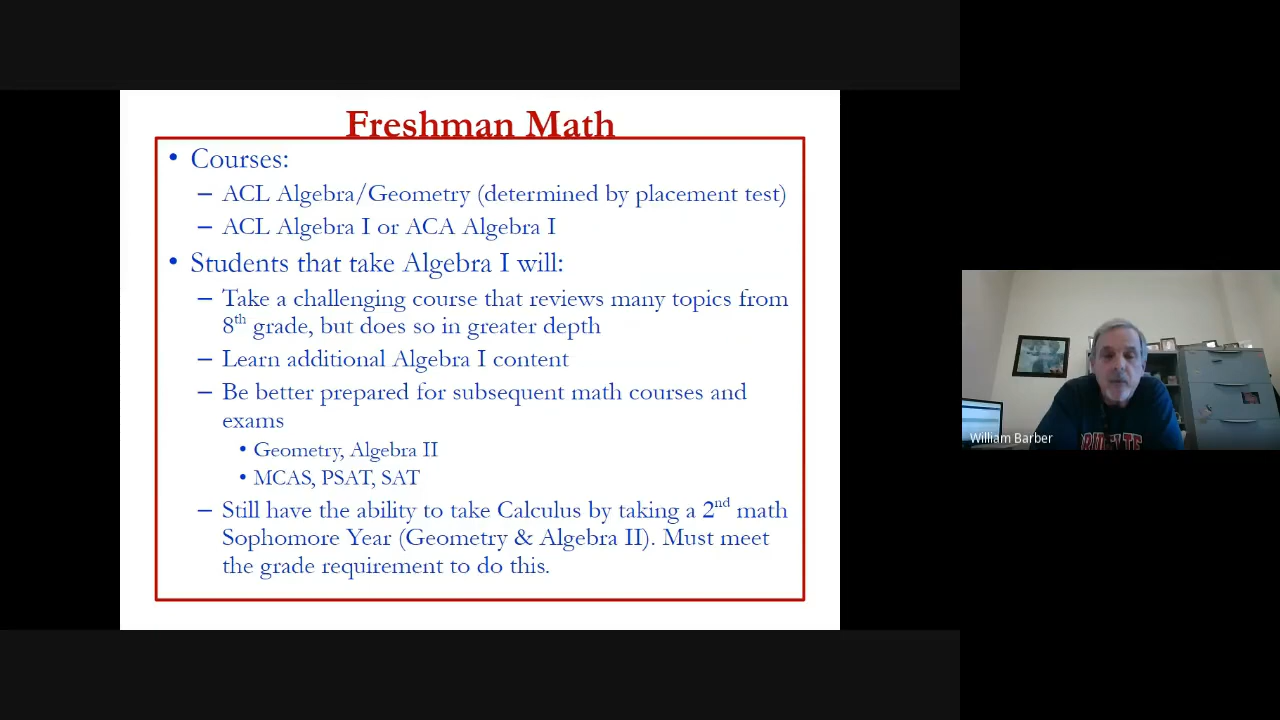 Freshman Math
• Courses:
– ACL Algebra/Geometry (determined by placement test)
– ACL Algebra I or ACA Algebra I
• Students that take Algebra I will:
– Take a challenging course that reviews many topics from
8th grade, but does so in greater depth
– Learn additional Algebra I content
– Be better prepared for subsequent math courses and
exams
• Geometry, Algebra II
• MCAS, PSAT, SAT
– Still have the ability to take Calculus by taking a 2nd math
Sophomore Year (Geometry & Algebra II). Must meet
the grade requirement to do this.
William Barber